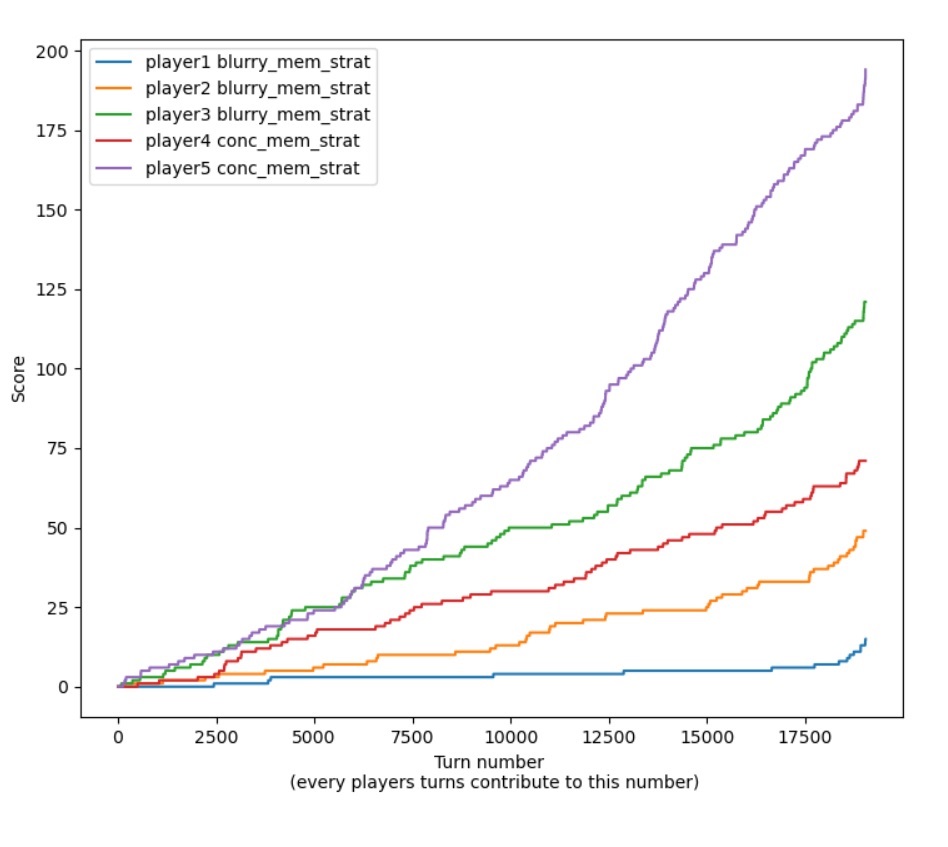 200
175
150
125
100
75
50
25
0
Score
player1 blurry_mem_strat
player2 blurry_mem_strat
player3 blurry_mem_strat
player4 conc_mem_strat
player5 conc_mem_strat
0 2500 5000 7500 10000 12500 15000 17500
Turn number
(every players turns contribute to this number)